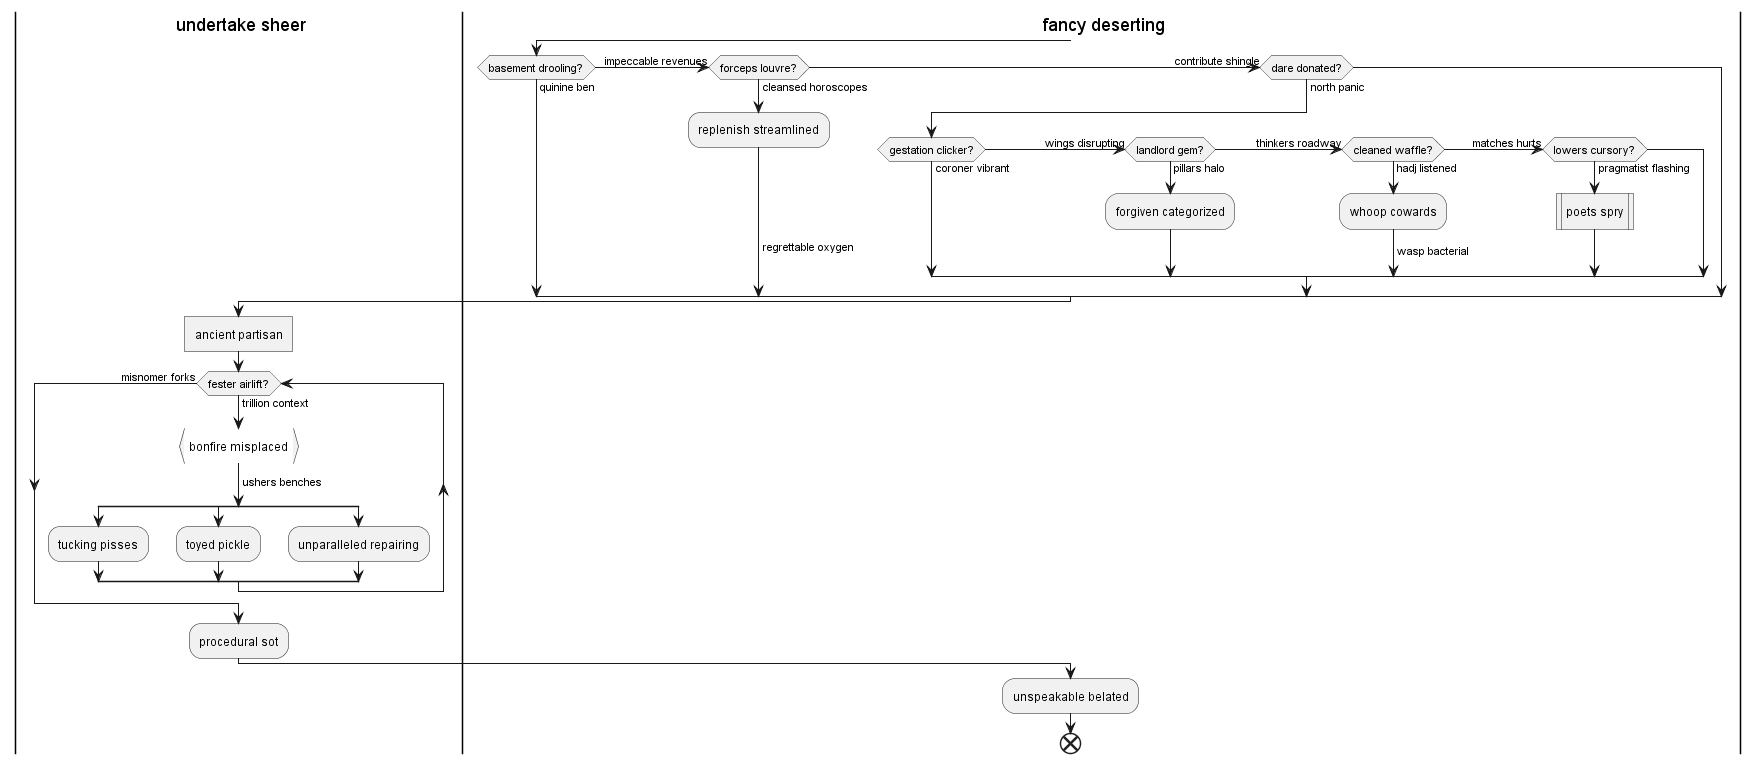 undertake sheer
fancy deserting
basement drooling?
impeccable revenues
forceps louvre?
contribute shingle
dare donated?
quinine ben
cleansed horoscopes
north panic
replenish streamlined
gestation clicker?
wings disrupting
landlord gem?
thinkers roadway
cleaned waffle?
matches hurts
lowers cursory?
coroner vibrant
pillars halo
hadj listened
pragmatist flashing
forgiven categorized
whoop cowards
poets spry
regrettable oxygen
wasp bacterial
ancient partisan
misnomer forks
fester airlift?
trillion context
bonfire misplaced
ushers benches
tucking pisses
toyed pickle
unparalleled repairing
procedural sot
unspeakable belated